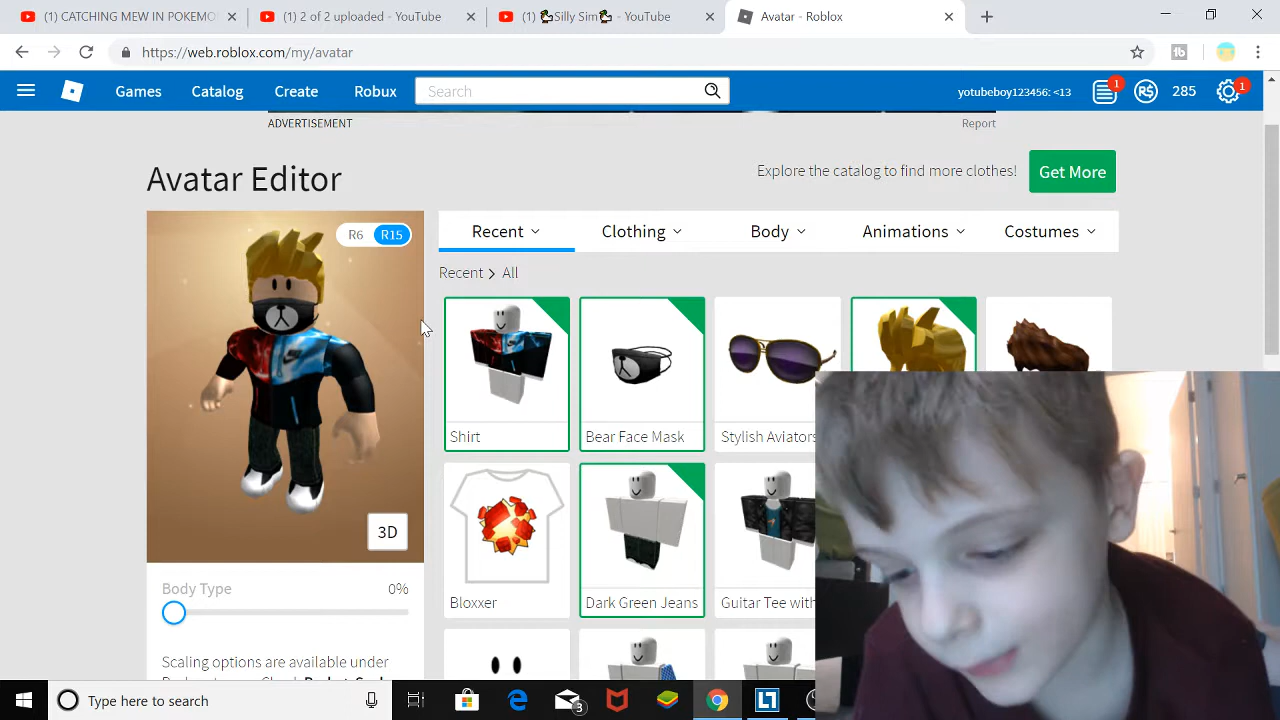 (1) CATCHING MEW IN POKEMO
(1) 2 of 2 uploaded - YouTube
(1) 🐣Silly Sim🐣 - YouTube
Avatar - Roblox
https://web.roblox.com/my/avatar
Games
Catalog
Create
Robux
Search
yotubeboy123456: <13
1
R$
285
1
ADVERTISEMENT
Report
Avatar Editor
Explore the catalog to find more clothes!
Get More
R6
R15
Recent
Clothing
Body
Animations
Costumes
Recent > All
Shirt
Bear Face Mask
Stylish Aviators
Bloxxer
Dark Green Jeans
Guitar Tee with
3D
Body Type
0%
Scaling options are available under
Type here to search
3